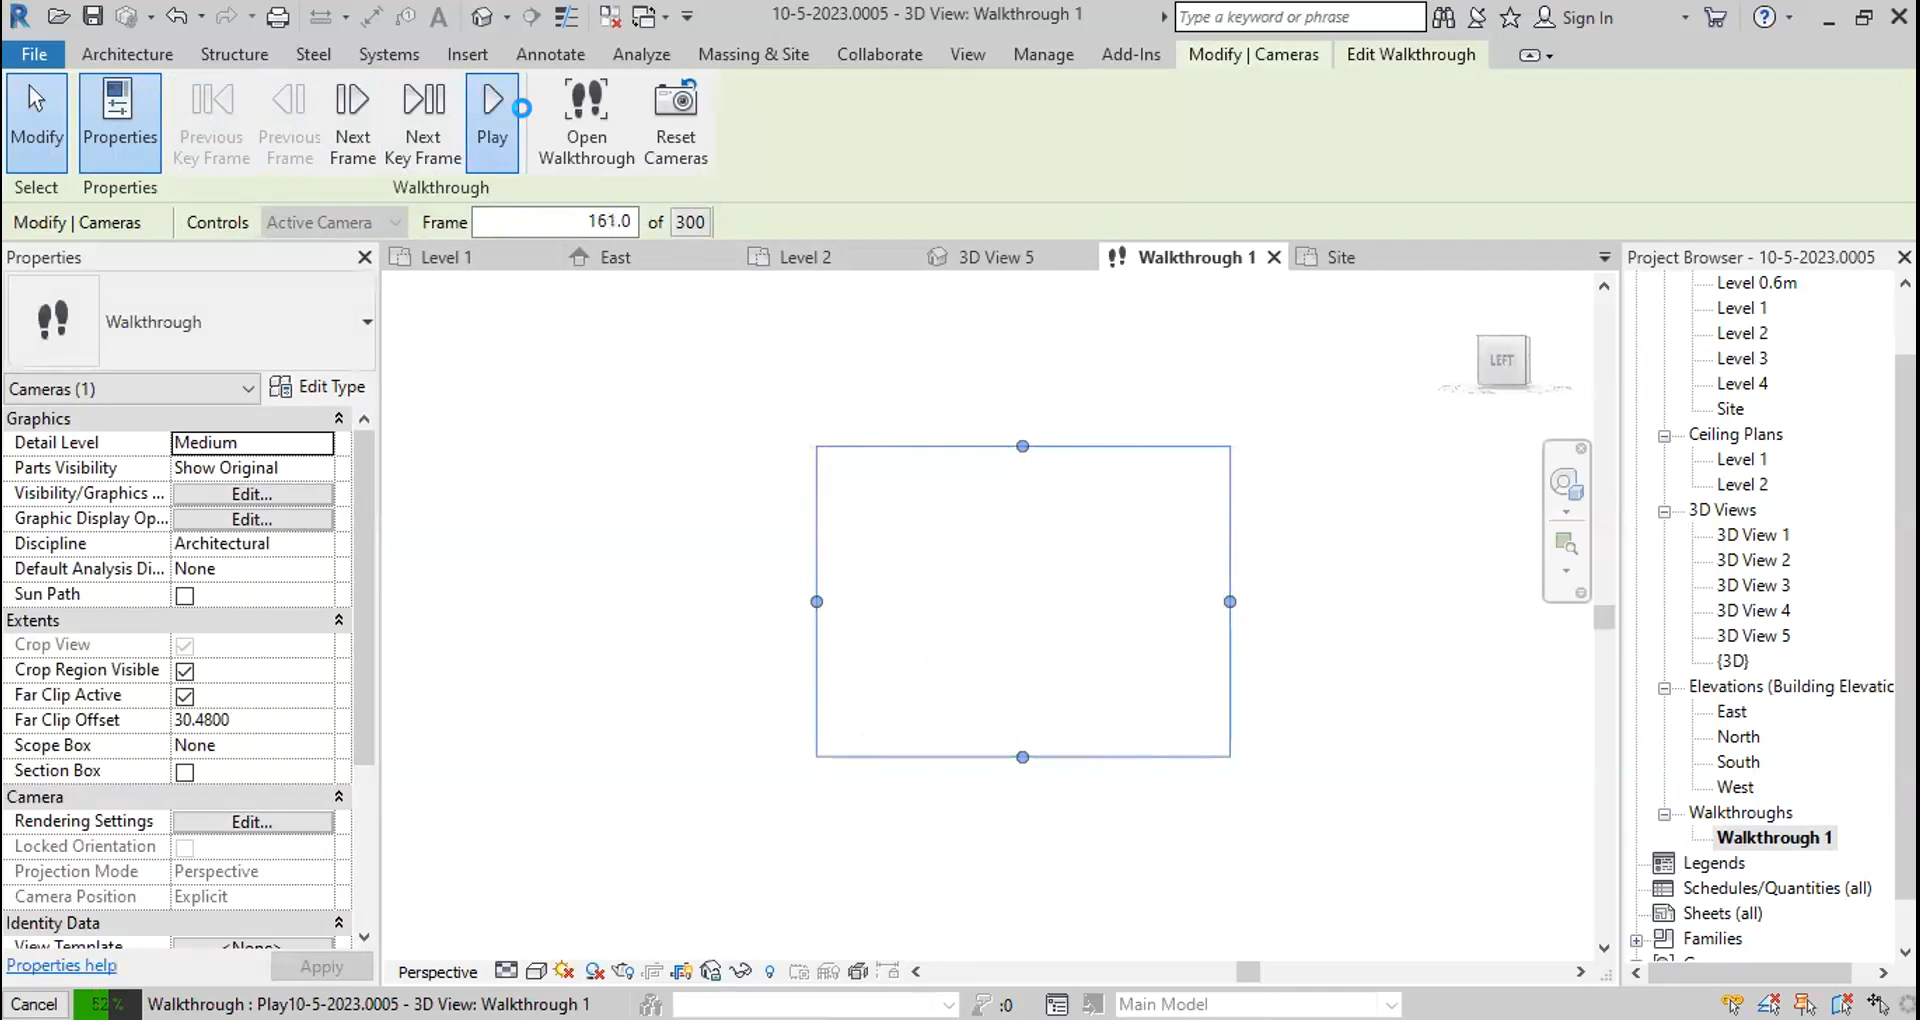 10-5-2023.0005 - 3D View: Walkthrough 1
Type a keyword or phrase
Sign In
File Architecture Structure Steel Systems Insert Annotate Analyze Massing & Site Collaborate View Manage Add-Ins Modify | Cameras Edit Walkthrough
Modify
Properties
Previous Key Frame
Previous Frame
Next Frame
Next Key Frame
Play
Open Walkthrough
Reset Cameras
Select Properties Walkthrough
Modify | Cameras Controls Active Camera Frame 161.0 of 300
Properties
Level 1 East Level 2 3D View 5 Walkthrough 1 Site
Project Browser - 10-5-2023.0005
Walkthrough
Cameras (1) Edit Type
Graphics
Detail Level Medium
Parts Visibility Show Original
Visibility/Graphics ... Edit...
Graphic Display Op... Edit...
Discipline Architectural
Default Analysis Di... None
Sun Path
Extents
Crop View
Crop Region Visible
Far Clip Active
Far Clip Offset 30.4800
Scope Box None
Section Box
Camera
Rendering Settings Edit...
Locked Orientation
Projection Mode Perspective
Camera Position Explicit
Identity Data
View Template <None>
Properties help Apply
LEFT
Level 0.6m
Level 1
Level 2
Level 3
Level 4
Site
Ceiling Plans
Level 1
Level 2
3D Views
3D View 1
3D View 2
3D View 3
3D View 4
3D View 5
{3D}
Elevations (Building Elevatic
East
North
South
West
Walkthroughs
Walkthrough 1
Legends
Schedules/Quantities (all)
Sheets (all)
Families
Perspective
Cancel 52 % Walkthrough : Play10-5-2023.0005 - 3D View: Walkthrough 1 :0 Main Model